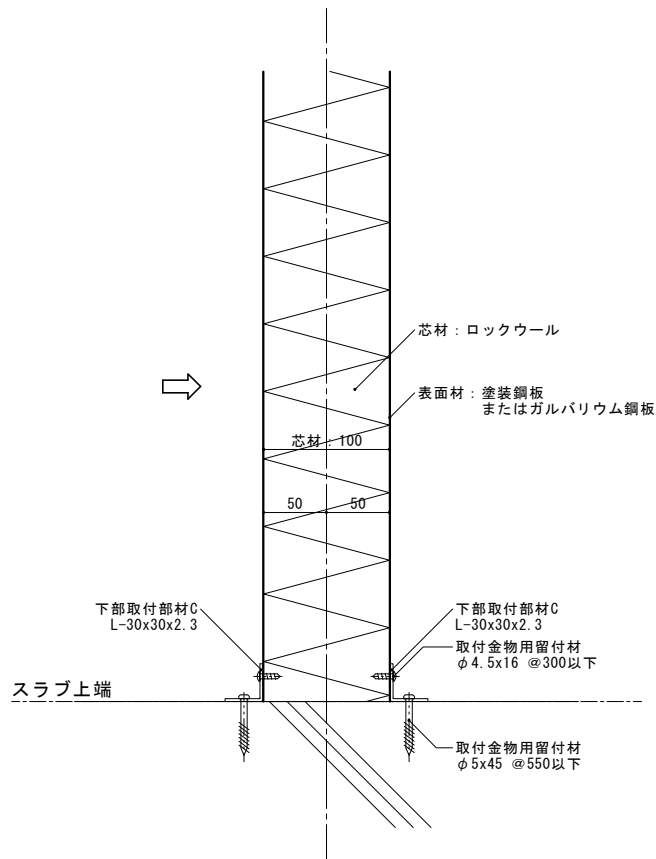 芯材：ロックウール
表面材：塗装鋼板
またはガルバリウム鋼板
芯材：100
50
50
下部取付部材C
L-30x30x2.3
下部取付部材C
L-30x30x2.3
取付金物用留付材
φ4.5x16 @300以下
スラブ上端
取付金物用留付材
φ5x45 @550以下